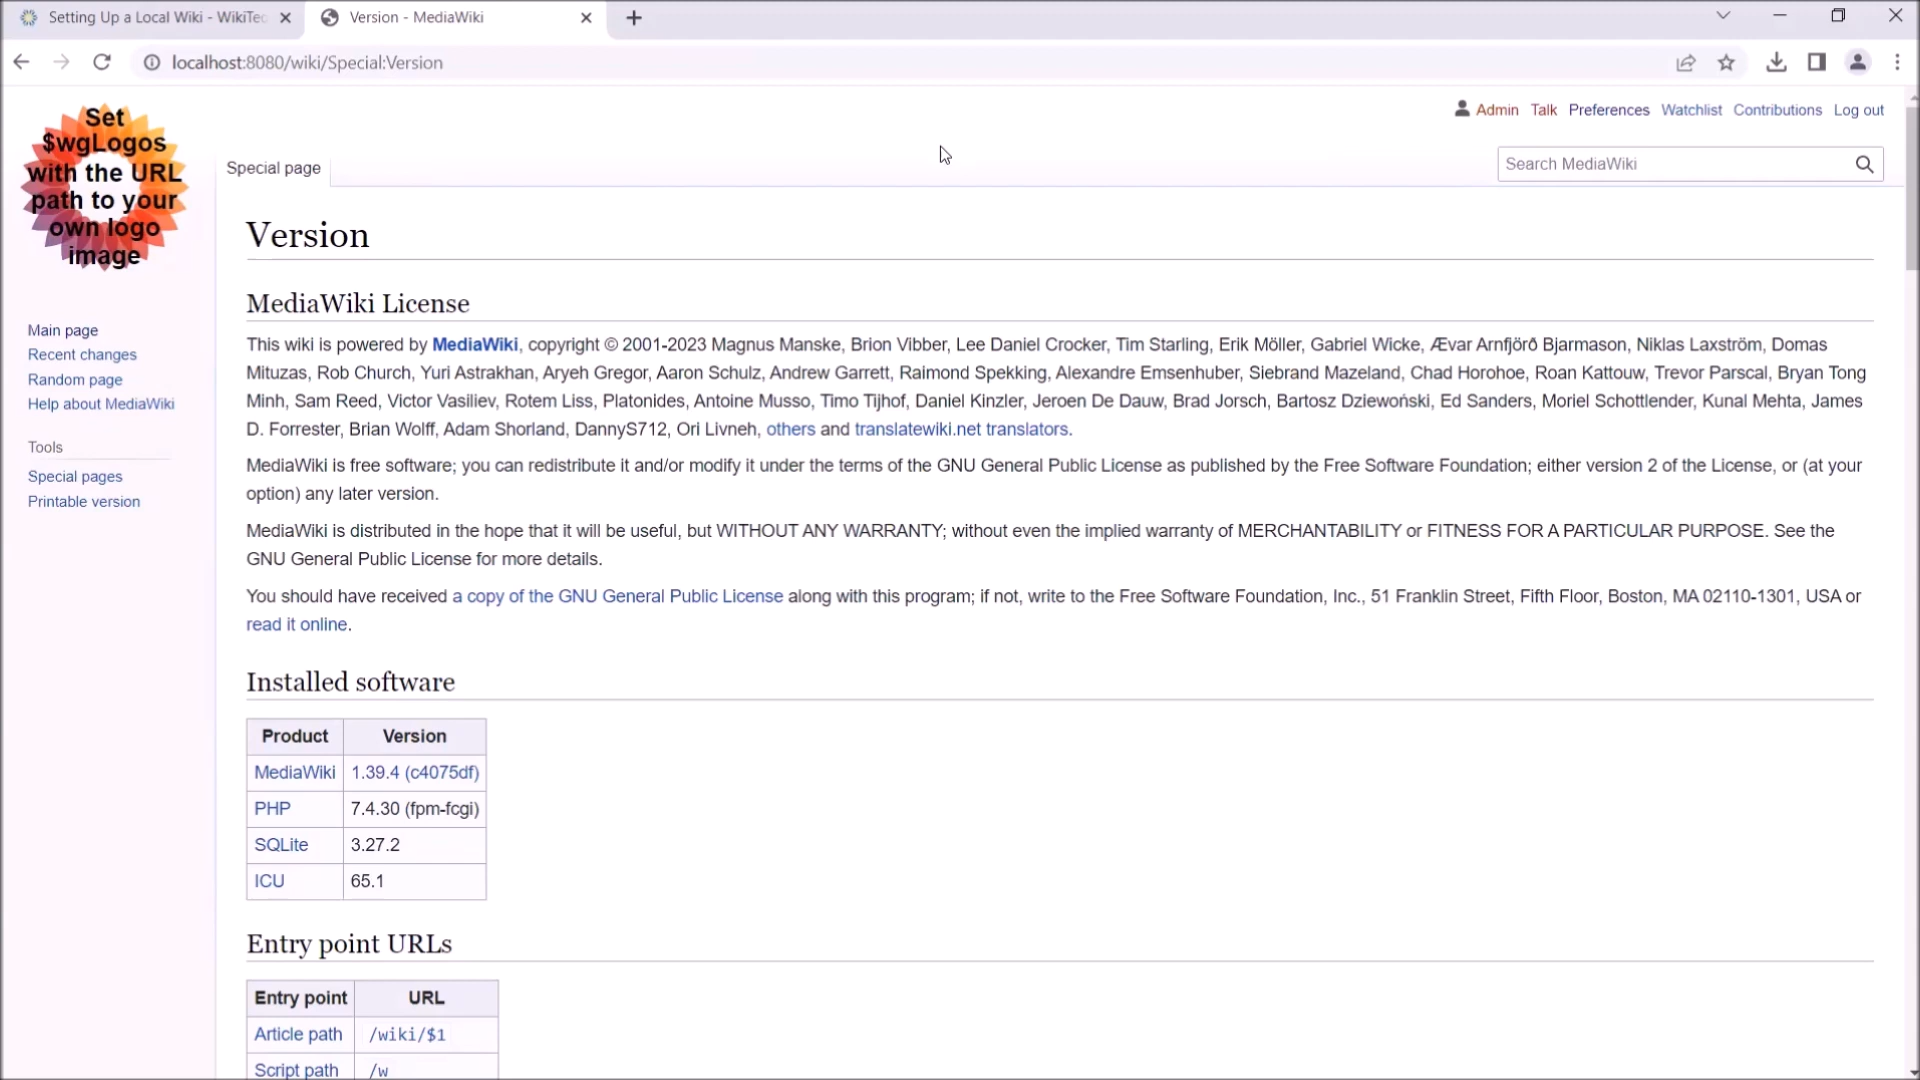 Setting Up a Local Wiki - WikiTec
Version - MediaWiki
localhost:8080/wiki/Special:Version
Set
$wgLogos
with the URL
path to your
own logo
image
Admin Talk Preferences Watchlist Contributions Log out
Special page
Search MediaWiki
Main page
Recent changes
Random page
Help about MediaWiki
Tools
Special pages
Printable version
Version
MediaWiki License
This wiki is powered by MediaWiki, copyright © 2001-2023 Magnus Manske, Brion Vibber, Lee Daniel Crocker, Tim Starling, Erik Möller, Gabriel Wicke, Ævar Arnfjörð Bjarmason, Niklas Laxström, Domas
Mituzas, Rob Church, Yuri Astrakhan, Aryeh Gregor, Aaron Schulz, Andrew Garrett, Raimond Spekking, Alexandre Emsenhuber, Siebrand Mazeland, Chad Horohoe, Roan Kattouw, Trevor Parscal, Bryan Tong
Minh, Sam Reed, Victor Vasiliev, Rotem Liss, Platonides, Antoine Musso, Timo Tijhof, Daniel Kinzler, Jeroen De Dauw, Brad Jorsch, Bartosz Dziewoński, Ed Sanders, Moriel Schottlender, Kunal Mehta, James
D. Forrester, Brian Wolff, Adam Shorland, DannyS712, Ori Livneh, others and translatewiki.net translators.
MediaWiki is free software; you can redistribute it and/or modify it under the terms of the GNU General Public License as published by the Free Software Foundation; either version 2 of the License, or (at your
option) any later version.
MediaWiki is distributed in the hope that it will be useful, but WITHOUT ANY WARRANTY; without even the implied warranty of MERCHANTABILITY or FITNESS FOR A PARTICULAR PURPOSE. See the
GNU General Public License for more details.
You should have received a copy of the GNU General Public License along with this program; if not, write to the Free Software Foundation, Inc., 51 Franklin Street, Fifth Floor, Boston, MA 02110-1301, USA or
read it online.
Installed software
Product Version
MediaWiki 1.39.4 (c4075df)
PHP 7.4.30 (fpm-fcgi)
SQLite 3.27.2
ICU 65.1
Entry point URLs
Entry point URL
Article path /wiki/$1
Script path /w